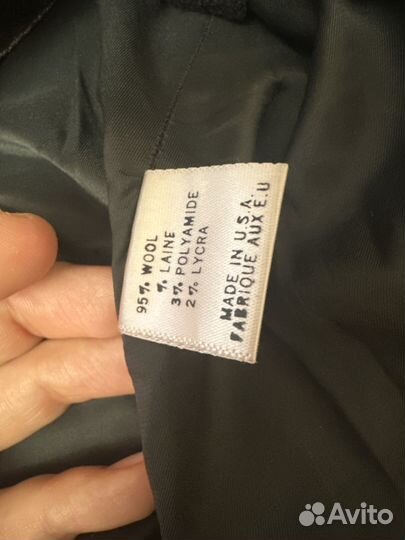 95% WOOL
% LAINE
3% POLYAMIDE
2% LYCRA
MADE IN U.S.A.
FABRIQUE AUX E.U
Avito